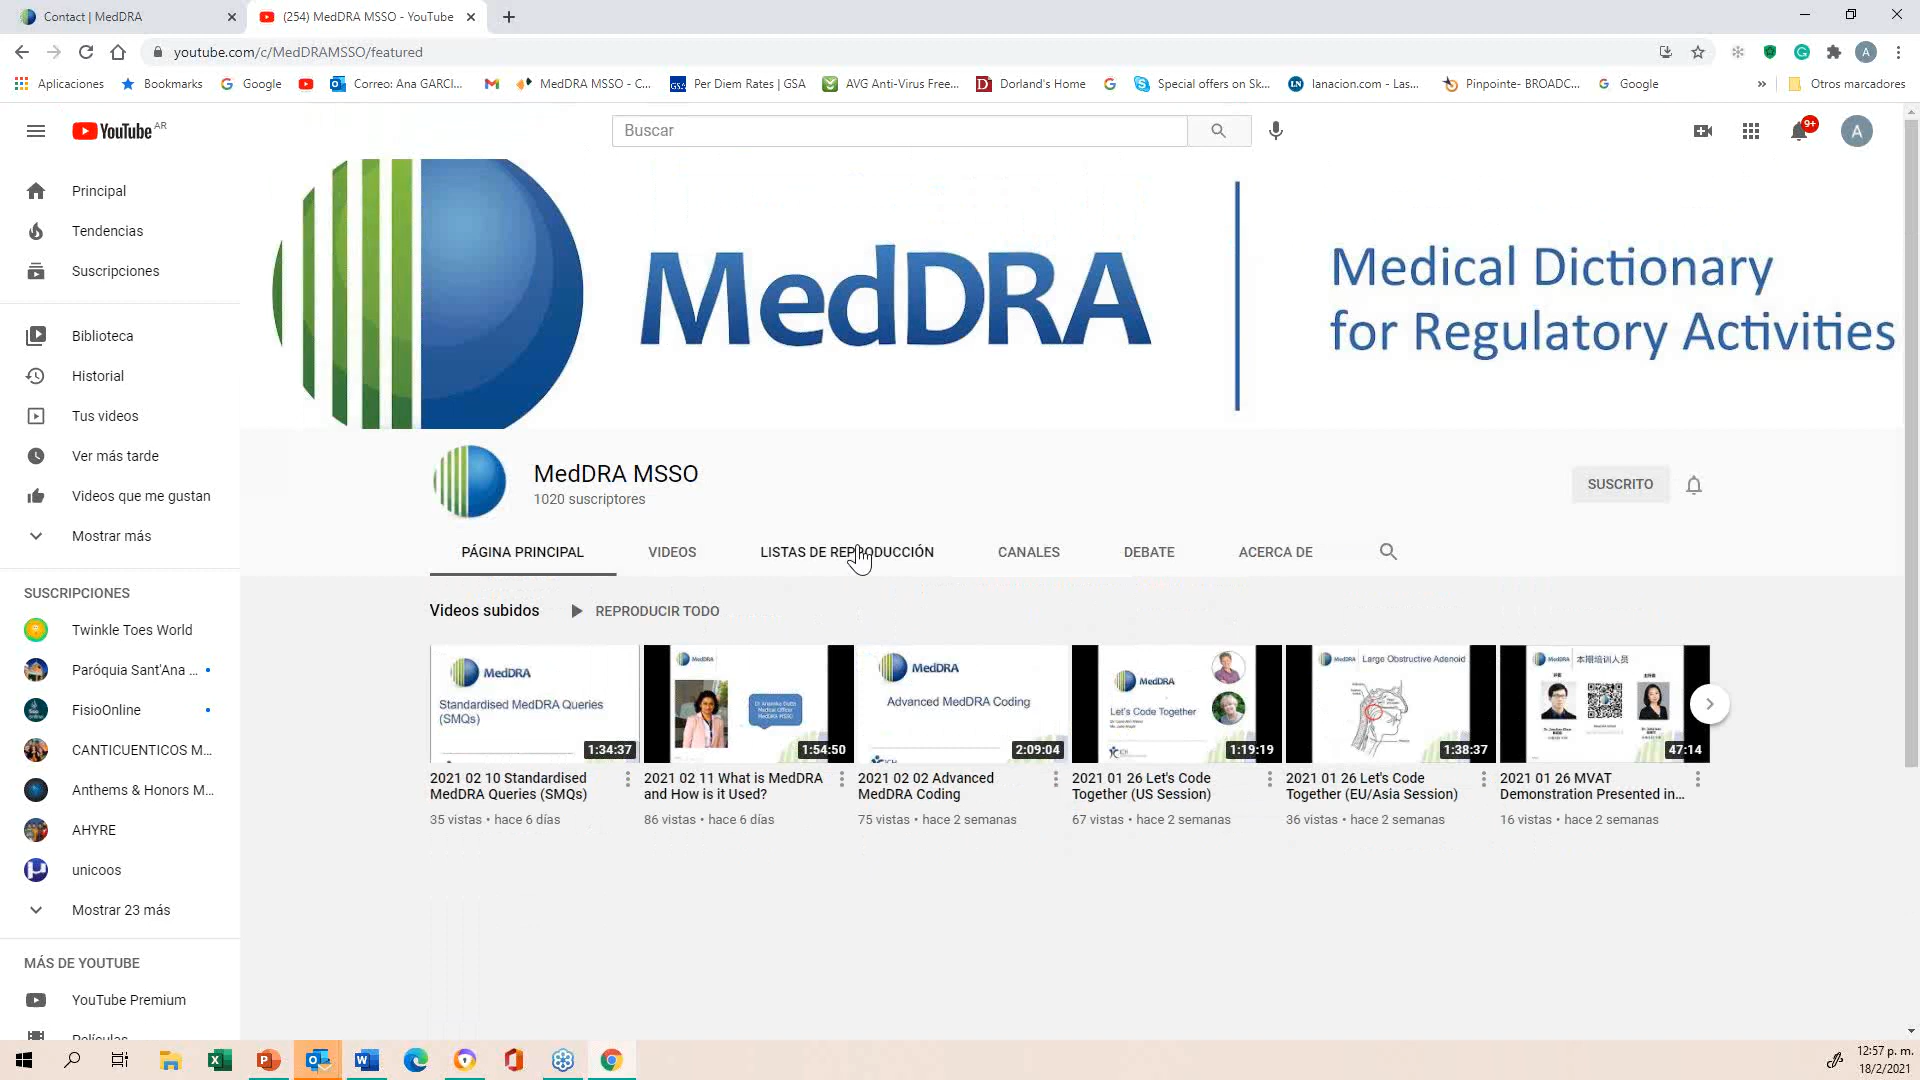 Contact | MedDRA
(254) MedDRA MSSO - YouTube
youtube.com/c/MedDRAMSSO/featured
Aplicaciones
Bookmarks
Google
Correo: Ana GARCI...
MedDRA MSSO - C...
Per Diem Rates | GSA
AVG Anti-Virus Free...
Dorland's Home
Special offers on Sk...
lanacion.com - Las...
Pinpointe- BROADC...
Google
»
Otros marcadores
YouTube AR
Buscar
9+
A
Principal
Tendencias
Suscripciones
Biblioteca
Historial
Tus videos
Ver más tarde
Videos que me gustan
Mostrar más
SUSCRIPCIONES
Twinkle Toes World
Paróquia Sant'Ana ...
FisioOnline
CANTICUENTICOS M...
Anthems & Honors M...
AHYRE
unicoos
Mostrar 23 más
MÁS DE YOUTUBE
YouTube Premium
Películas
MedDRA
Medical Dictionary
for Regulatory Activities
MedDRA MSSO
1020 suscriptores
SUSCRITO
PÁGINA PRINCIPAL
VIDEOS
LISTAS DE REPRODUCCIÓN
CANALES
DEBATE
ACERCA DE
Videos subidos
REPRODUCIR TODO
MedDRA
Standardised MedDRA Queries
(SMQs)
1:34:37
2021 02 10 Standardised
MedDRA Queries (SMQs)
35 vistas • hace 6 días
MedDRA
1:54:50
2021 02 11 What is MedDRA
and How is it Used?
86 vistas • hace 6 días
MedDRA
Advanced MedDRA Coding
2:09:04
2021 02 02 Advanced
MedDRA Coding
75 vistas • hace 2 semanas
MedDRA
Let's Code Together
1:19:19
2021 01 26 Let's Code
Together (US Session)
67 vistas • hace 2 semanas
MedDRA
Large Obstructive Adenoid
1:38:37
2021 01 26 Let's Code
Together (EU/Asia Session)
36 vistas • hace 2 semanas
MedDRA
本期培训人员
47:14
2021 01 26 MVAT
Demonstration Presented in...
16 vistas • hace 2 semanas
12:57 p. m.
18/2/2021